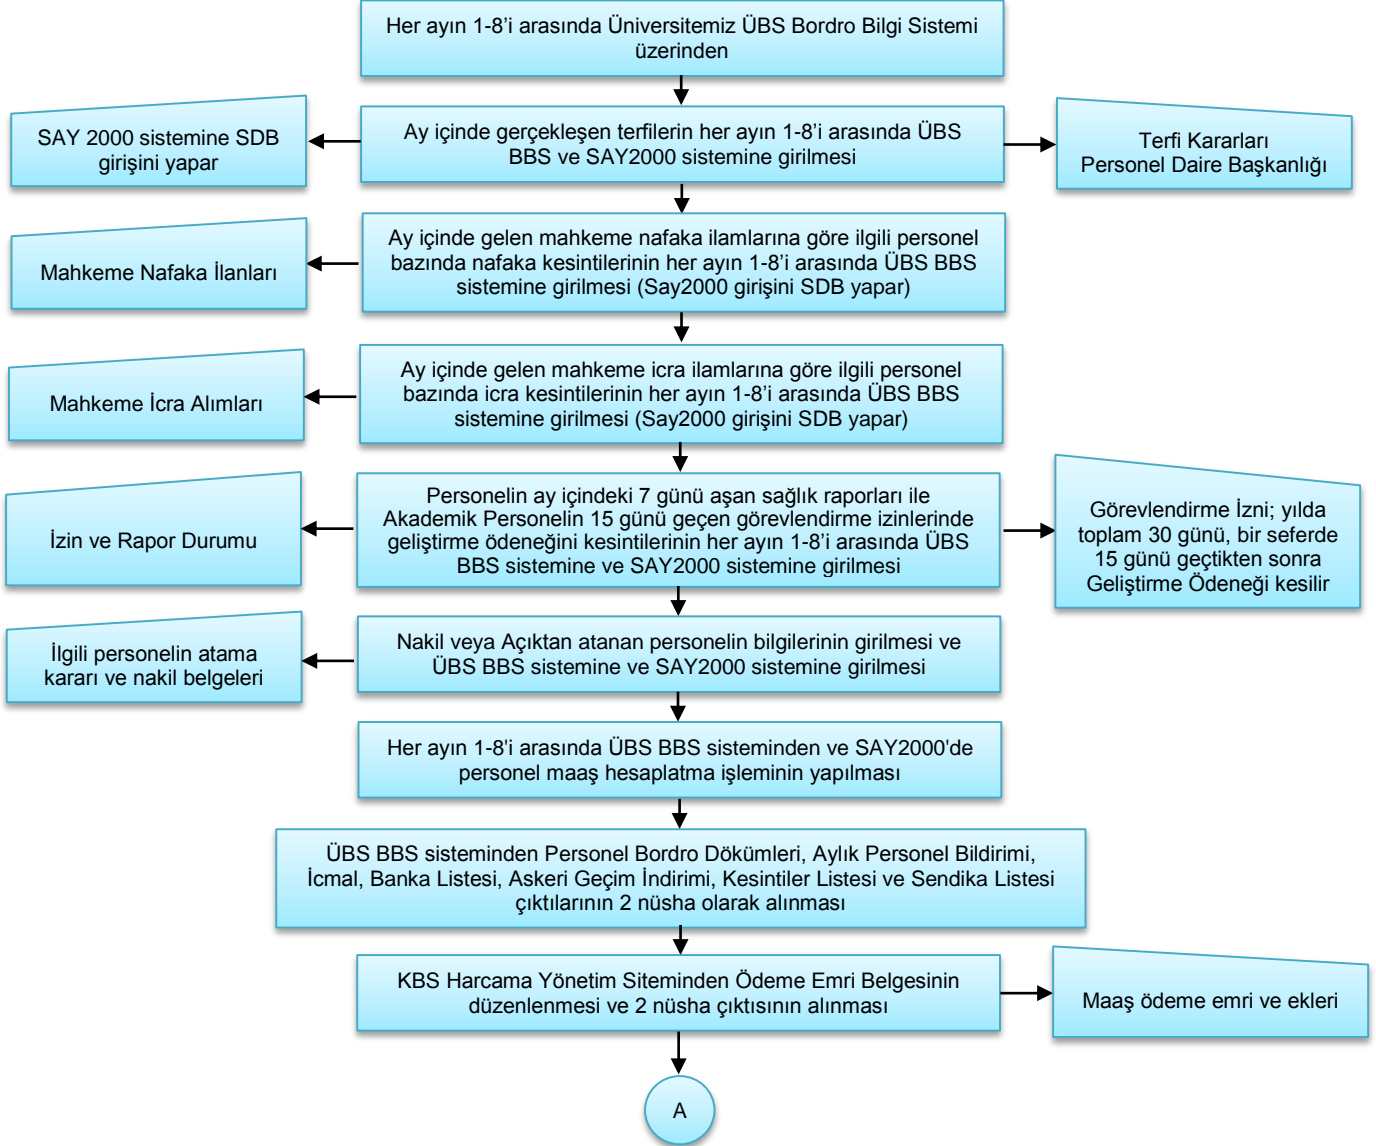 Her ayın 1-8’i arasında Üniversitemiz ÜBS Bordro Bilgi Sistemi
üzerinden
SAY 2000 sistemine SDB
girişini yapar
Ay içinde gerçekleşen terfilerin her ayın 1-8’i arasında ÜBS
BBS ve SAY2000 sistemine girilmesi
Terfi Kararları
Personel Daire Başkanlığı
Mahkeme Nafaka İlanları
Ay içinde gelen mahkeme nafaka ilamlarına göre ilgili personel
bazında nafaka kesintilerinin her ayın 1-8’i arasında ÜBS BBS
sistemine girilmesi (Say2000 girişini SDB yapar)
Mahkeme İcra Alımları
Ay içinde gelen mahkeme icra ilamlarına göre ilgili personel
bazında icra kesintilerinin her ayın 1-8’i arasında ÜBS BBS
sistemine girilmesi (Say2000 girişini SDB yapar)
İzin ve Rapor Durumu
Personelin ay içindeki 7 günü aşan sağlık raporları ile
Akademik Personelin 15 günü geçen görevlendirme izinlerinde
geliştirme ödeneğini kesintilerinin her ayın 1-8’i arasında ÜBS
BBS sistemine ve SAY2000 sistemine girilmesi
Görevlendirme İzni; yılda
toplam 30 günü, bir seferde
15 günü geçtikten sonra
Geliştirme Ödeneği kesilir
İlgili personelin atama
kararı ve nakil belgeleri
Nakil veya Açıktan atanan personelin bilgilerinin girilmesi ve
ÜBS BBS sistemine ve SAY2000 sistemine girilmesi
Her ayın 1-8'i arasında ÜBS BBS sisteminden ve SAY2000'de
personel maaş hesaplatma işleminin yapılması
ÜBS BBS sisteminden Personel Bordro Dökümleri, Aylık Personel Bildirimi,
İcmal, Banka Listesi, Askeri Geçim İndirimi, Kesintiler Listesi ve Sendika Listesi
çıktılarının 2 nüsha olarak alınması
KBS Harcama Yönetim Siteminden Ödeme Emri Belgesinin
düzenlenmesi ve 2 nüsha çıktısının alınması
Maaş ödeme emri ve ekleri
A